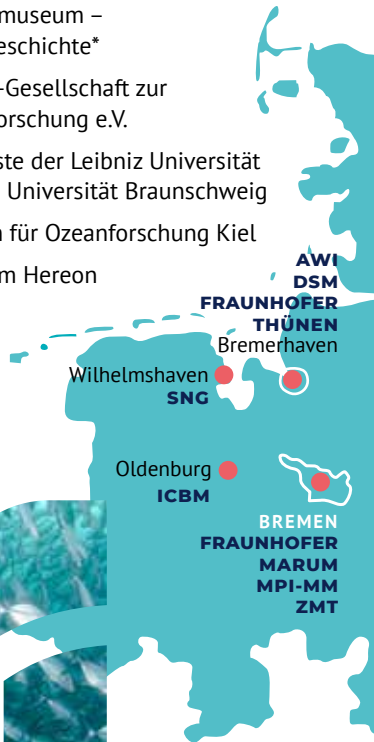 museum –
eschichte*
-Gesellschaft zur
orschung e.V.
ste der Leibniz Universität
Universität Braunschweig
für Ozeanforschung Kiel
m Hereon
AWI
DSM
FRAUNHOFER
THÜNEN
Bremerhaven
Wilhelmshaven
SNG
Oldenburg
ICBM
BREMEN
FRAUNHOFER
MARUM
MPI-MM
ZMT